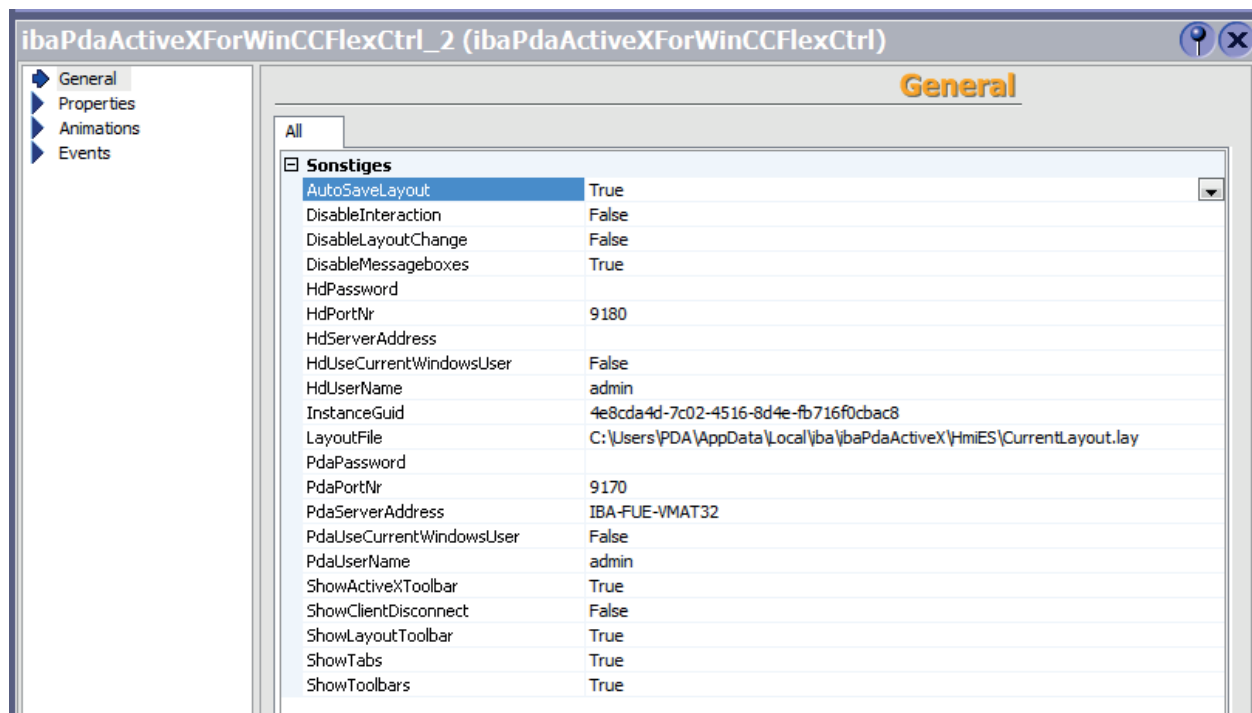 ibaPdaActiveXForWinCCFlexCtrl_2 (ibaPdaActiveXForWinCCFlexCtrl)
General
Properties
Animations
Events
General
All
Sonstiges
AutoSaveLayout True
DisableInteraction False
DisableLayoutChange False
DisableMessageboxes True
HdPassword
HdPortNr 9180
HdServerAddress
HdUseCurrentWindowsUser False
HdUserName admin
InstanceGuid 4e8cda4d-7c02-4516-8d4e-fb716f0cbac8
LayoutFile C:\Users\PDA\AppData\Local\iba\ibaPdaActiveX\HmiES\CurrentLayout.lay
PdaPassword
PdaPortNr 9170
PdaServerAddress IBA-FUE-VMAT32
PdaUseCurrentWindowsUser False
PdaUserName admin
ShowActiveXToolbar True
ShowClientDisconnect False
ShowLayoutToolbar True
ShowTabs True
ShowToolbars True